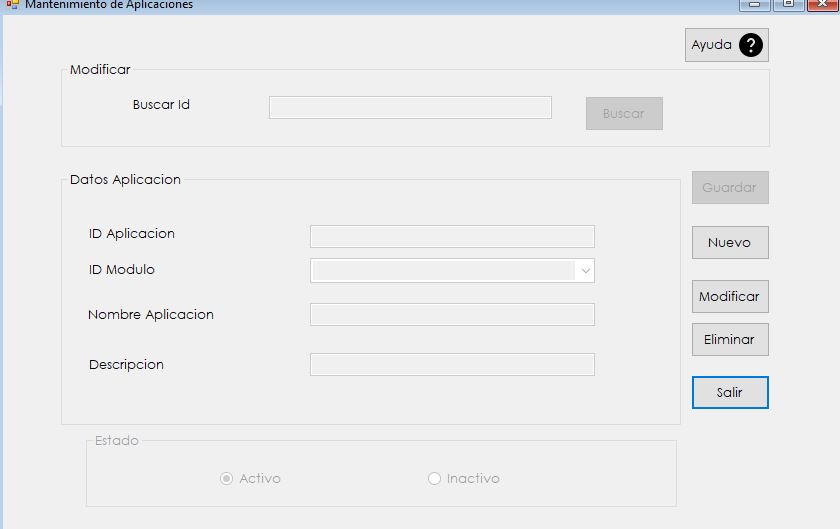 Mantenimiento de Aplicaciones
Ayuda ?
Modificar
Buscar Id
Buscar
Datos Aplicacion
Guardar
ID Aplicacion
Nuevo
ID Modulo
Modificar
Nombre Aplicacion
Eliminar
Descripcion
Salir
Estado
Activo
Inactivo